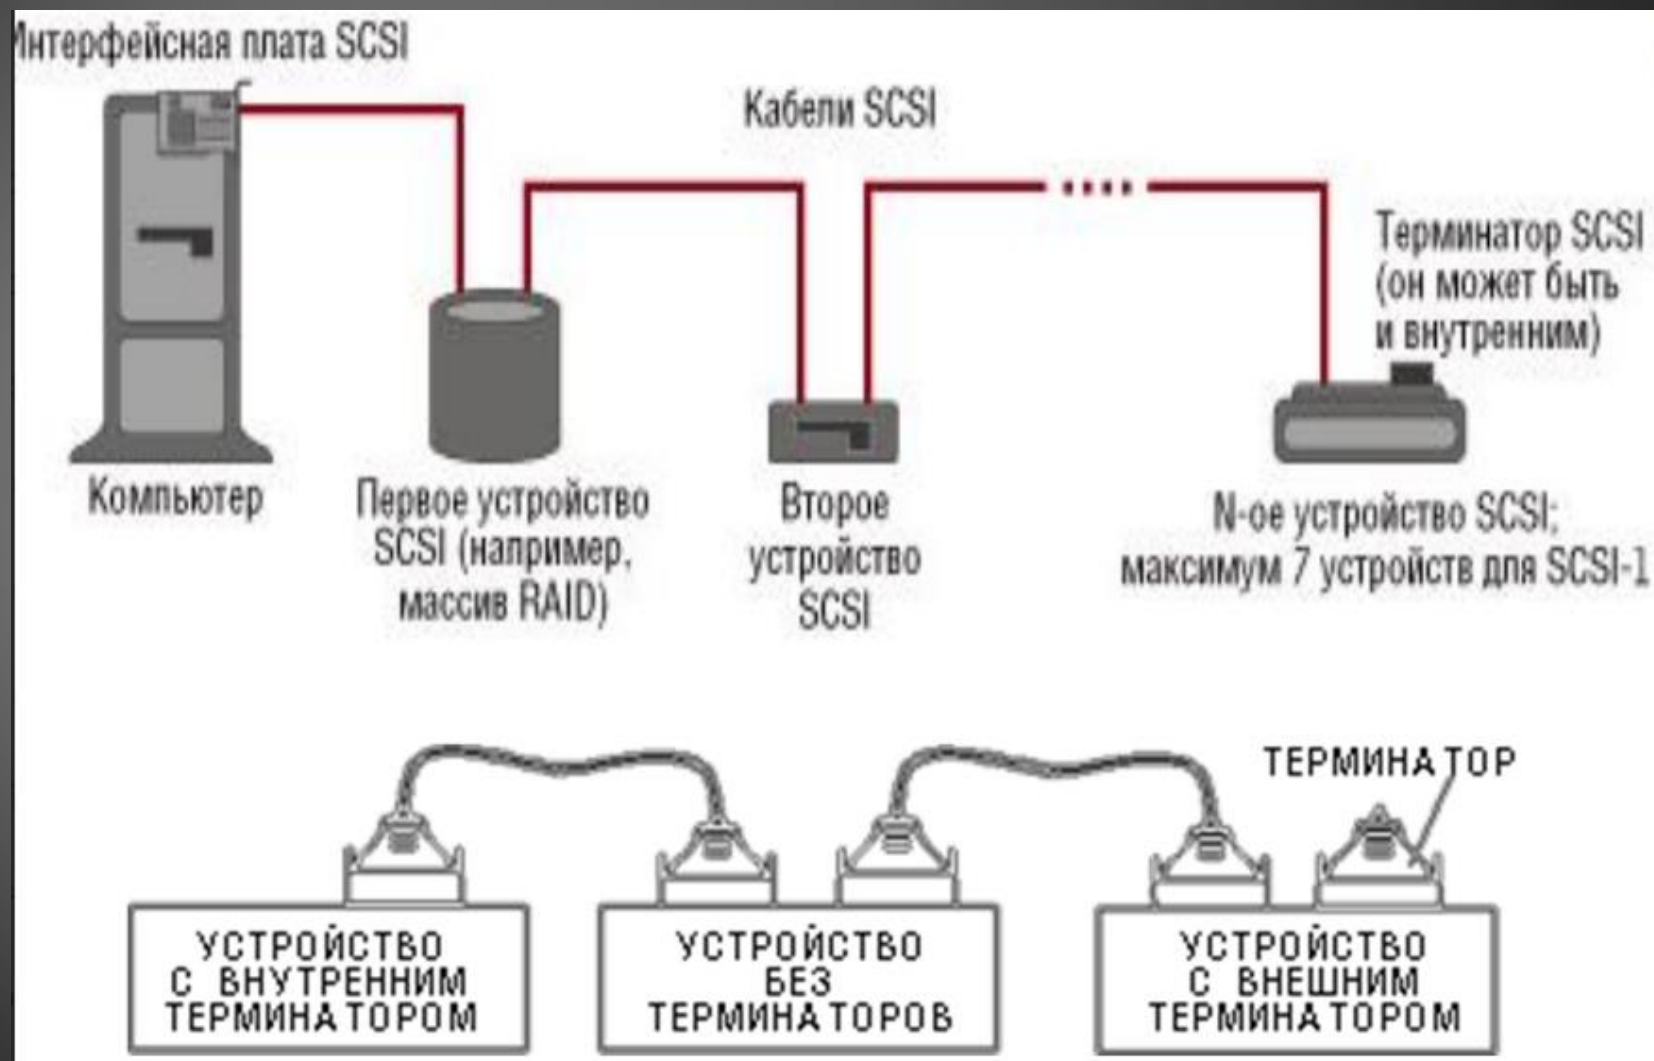 Интерфейсная плата SCSI
Кабели SCSI
Терминатор SCSI
(он может быть
и внутренним)
Компьютер
Первое устройство
SCSI (например,
массив RAID)
Второе
устройство
SCSI
N-ое устройство SCSI;
максимум 7 устройств для SCSI-1
ТЕРМИНАТОР
УСТРОЙСТВО
С ВНУТРЕННИМ
ТЕРМИНАТОРОМ
УСТРОЙСТВО
БЕЗ
ТЕРМИНАТОРОВ
УСТРОЙСТВО
С ВНЕШНИМ
ТЕРМИНАТОРОМ